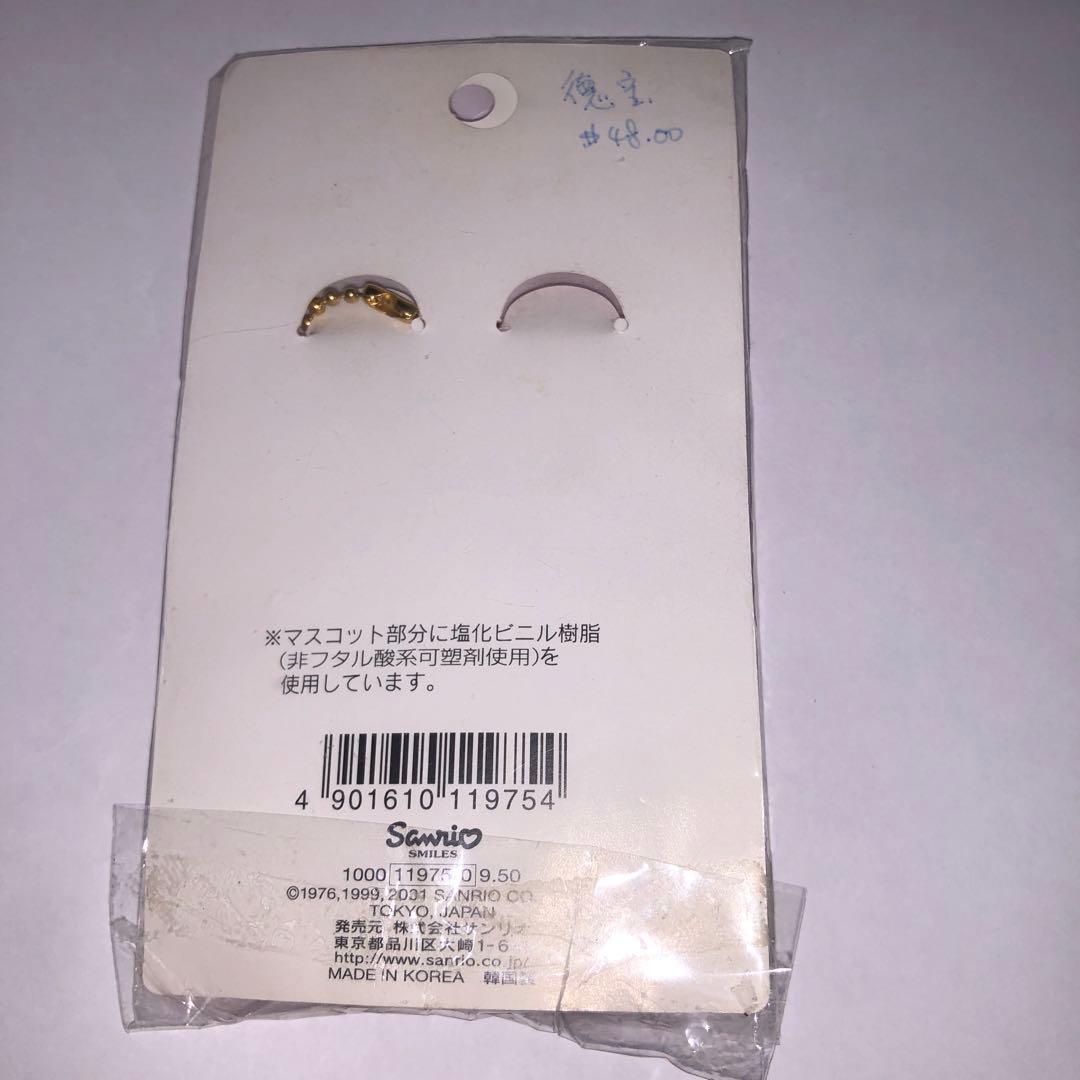 $48.00
※マスコット部分に塩化ビニル樹脂
(非フタル酸系可塑剤使用)を
使用しています。
4 901610 119754
Sanrio
SMILES
1000 11975-0 9.50
©1976,1999,2001 SANRIO CO.
TOKYO, JAPAN
発売元 株式会社サンリオ
東京都品川区大崎1-6
http://www.sanrio.co.jp/
MADE IN KOREA 韓国製